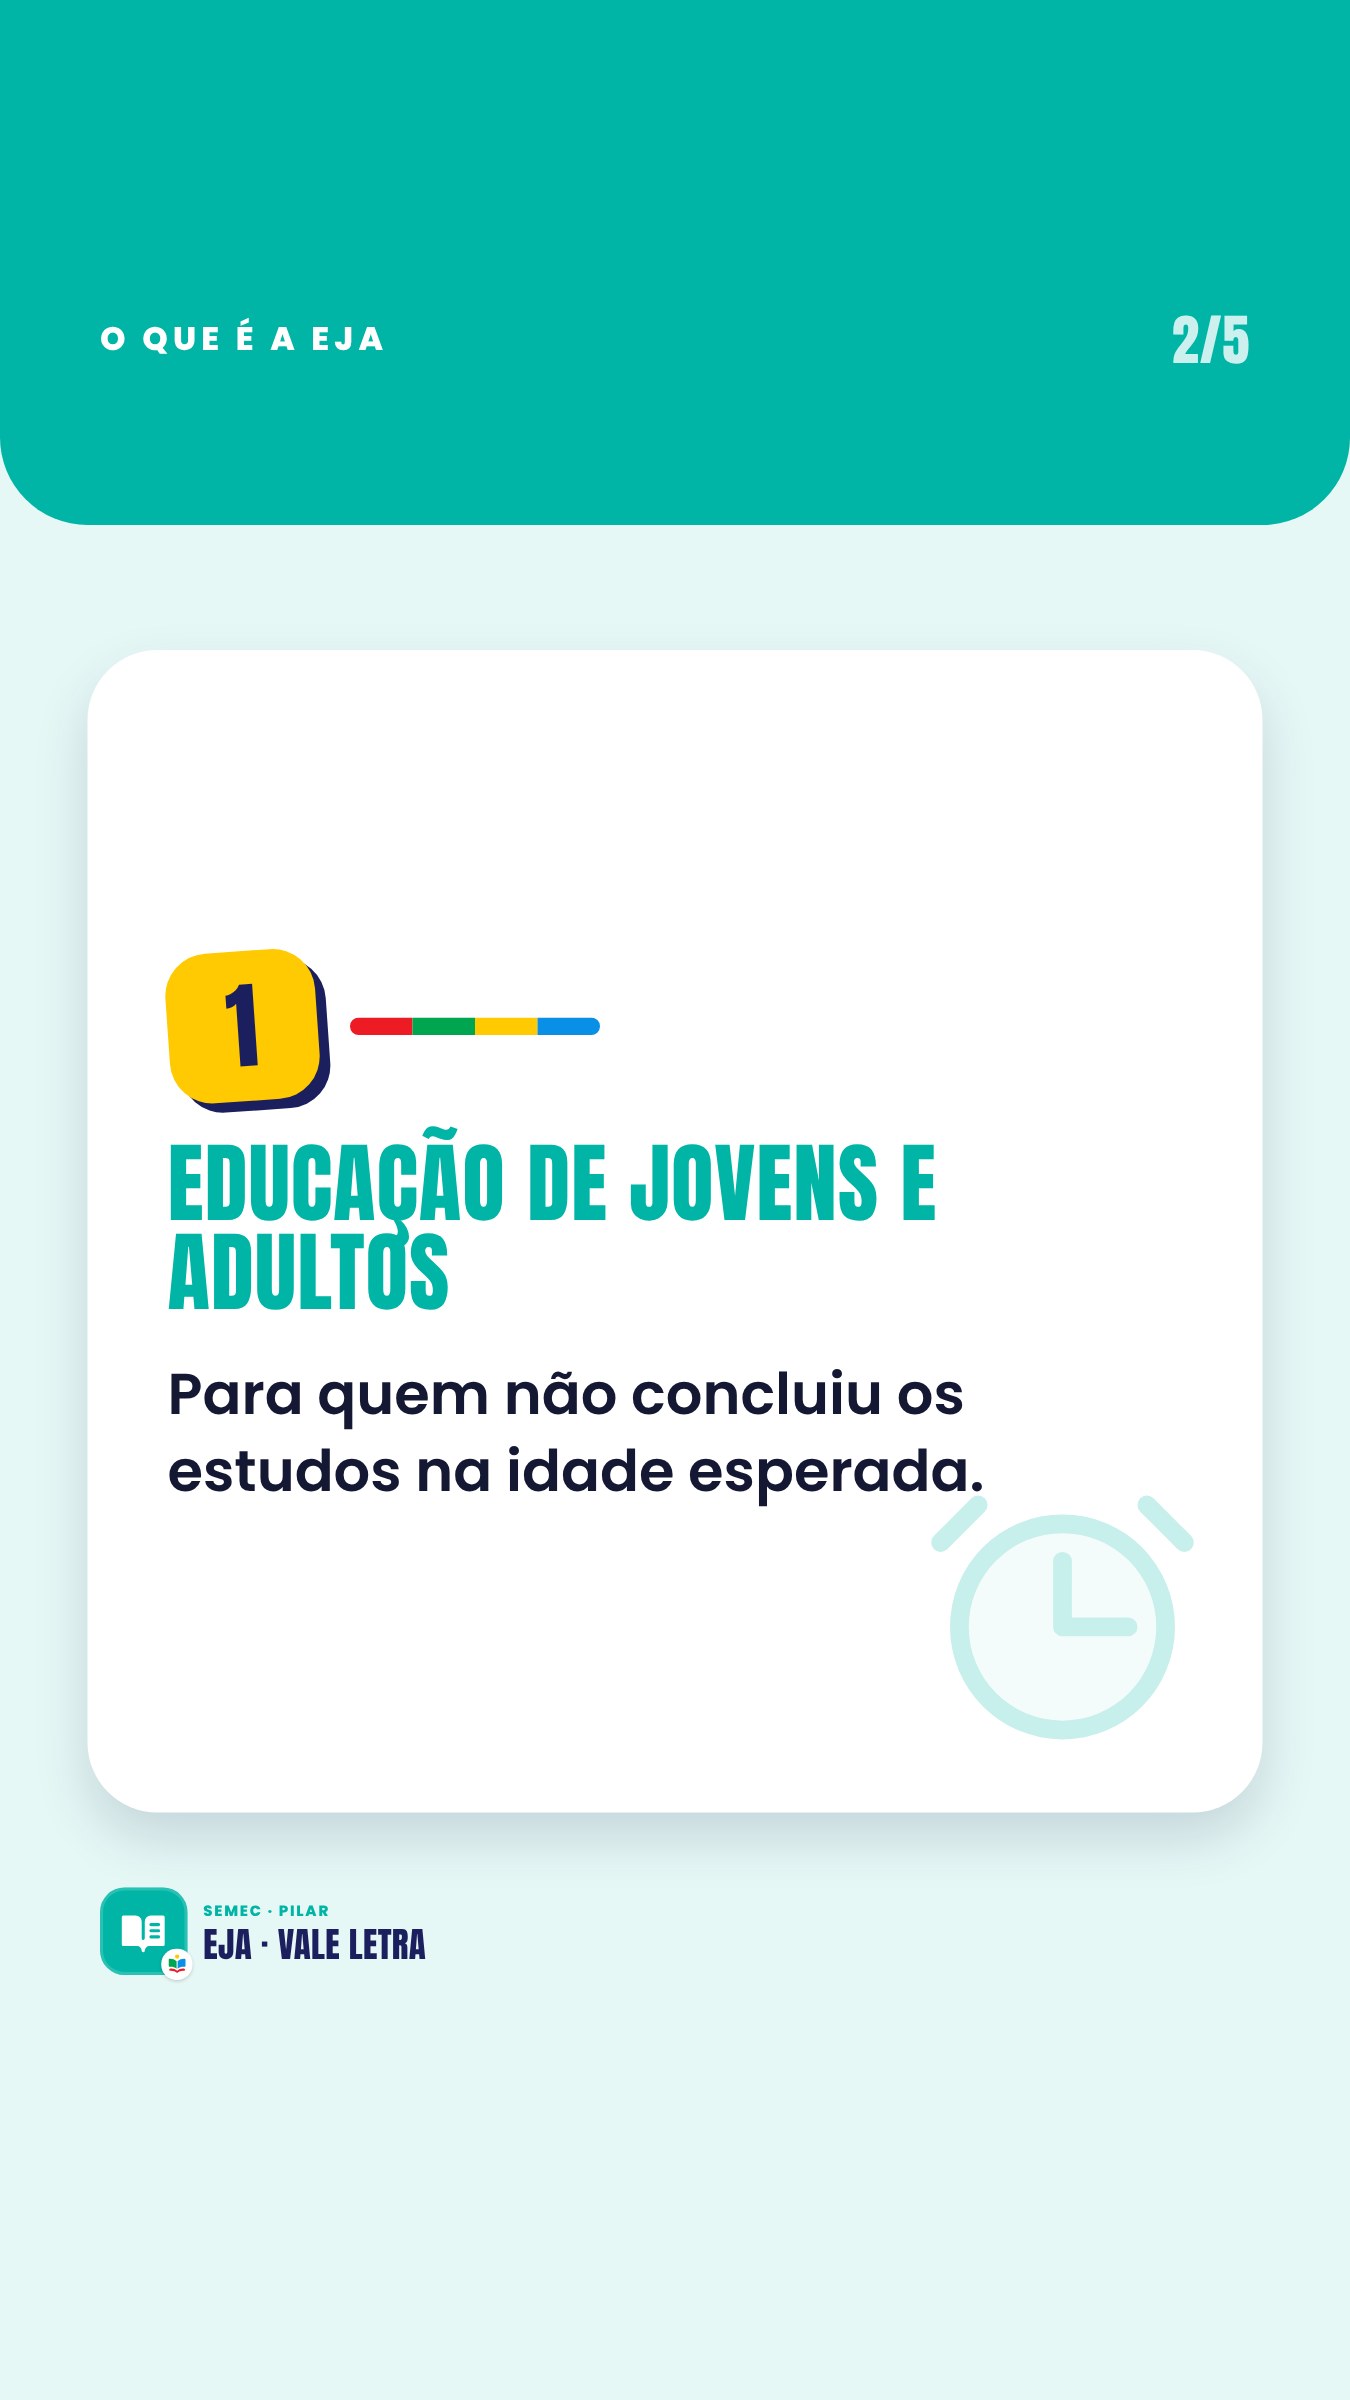 O QUE É A EJA
2/5
1
EDUCAÇÃO DE JOVENS E
ADULTOS
Para quem não concluiu os
estudos na idade esperada.
SEMEC · PILAR
EJA · VALE LETRA